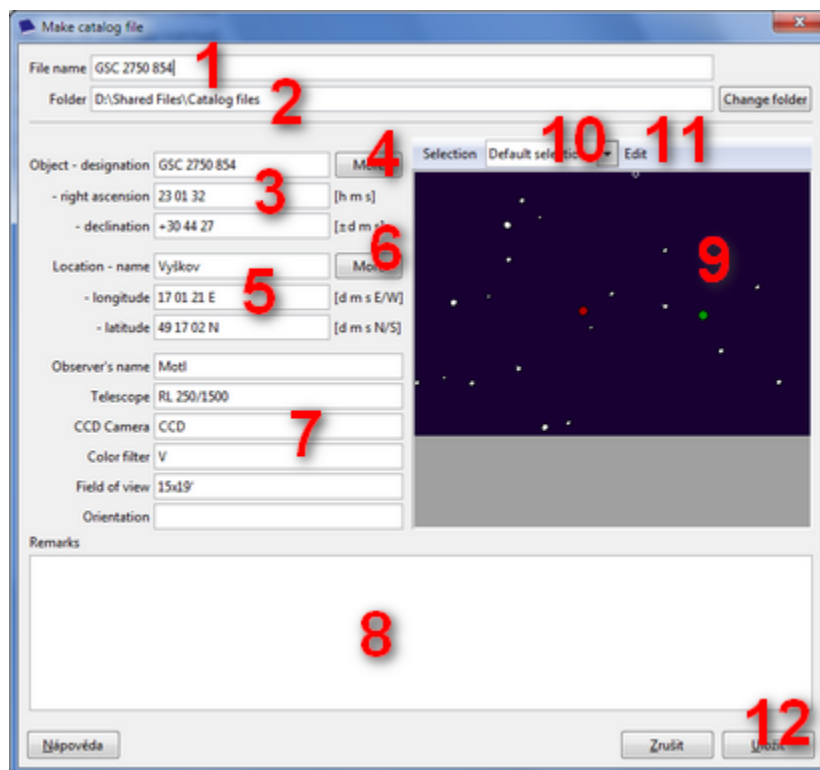 Make catalog file
File name GSC 2750 854 1
Folder D:\Shared Files\Catalog files 2 Change folder
Object - designation GSC 2750 854 4
- right ascension 23 01 32 3 [h m s]
- declination +30 44 27 [±d m s]
Selection Default selection 10 Edit 11
Location - name Vyškov 6
- longitude 17 01 21 E 5 [d m s E/W]
- latitude 49 17 02 N [d m s N/S]
9
Observer's name Motl
Telescope RL 250/1500
CCD Camera CCD 7
Color filter V
Field of view 15x19'
Orientation
Remarks
8
Nápověda Zrušit Uložit 12